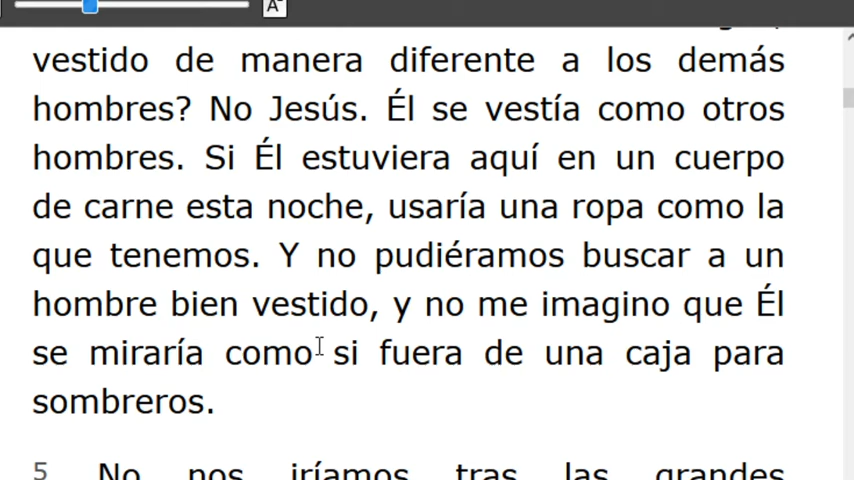 A
vestido de manera diferente a los demás
hombres? No Jesús. Él se vestía como otros
hombres. Si Él estuviera aquí en un cuerpo
de carne esta noche, usaría una ropa como la
que tenemos. Y no pudiéramos buscar a un
hombre bien vestido, y no me imagino que Él
se miraría como si fuera de una caja para
sombreros.
5 No nos iríamos tras las grandes